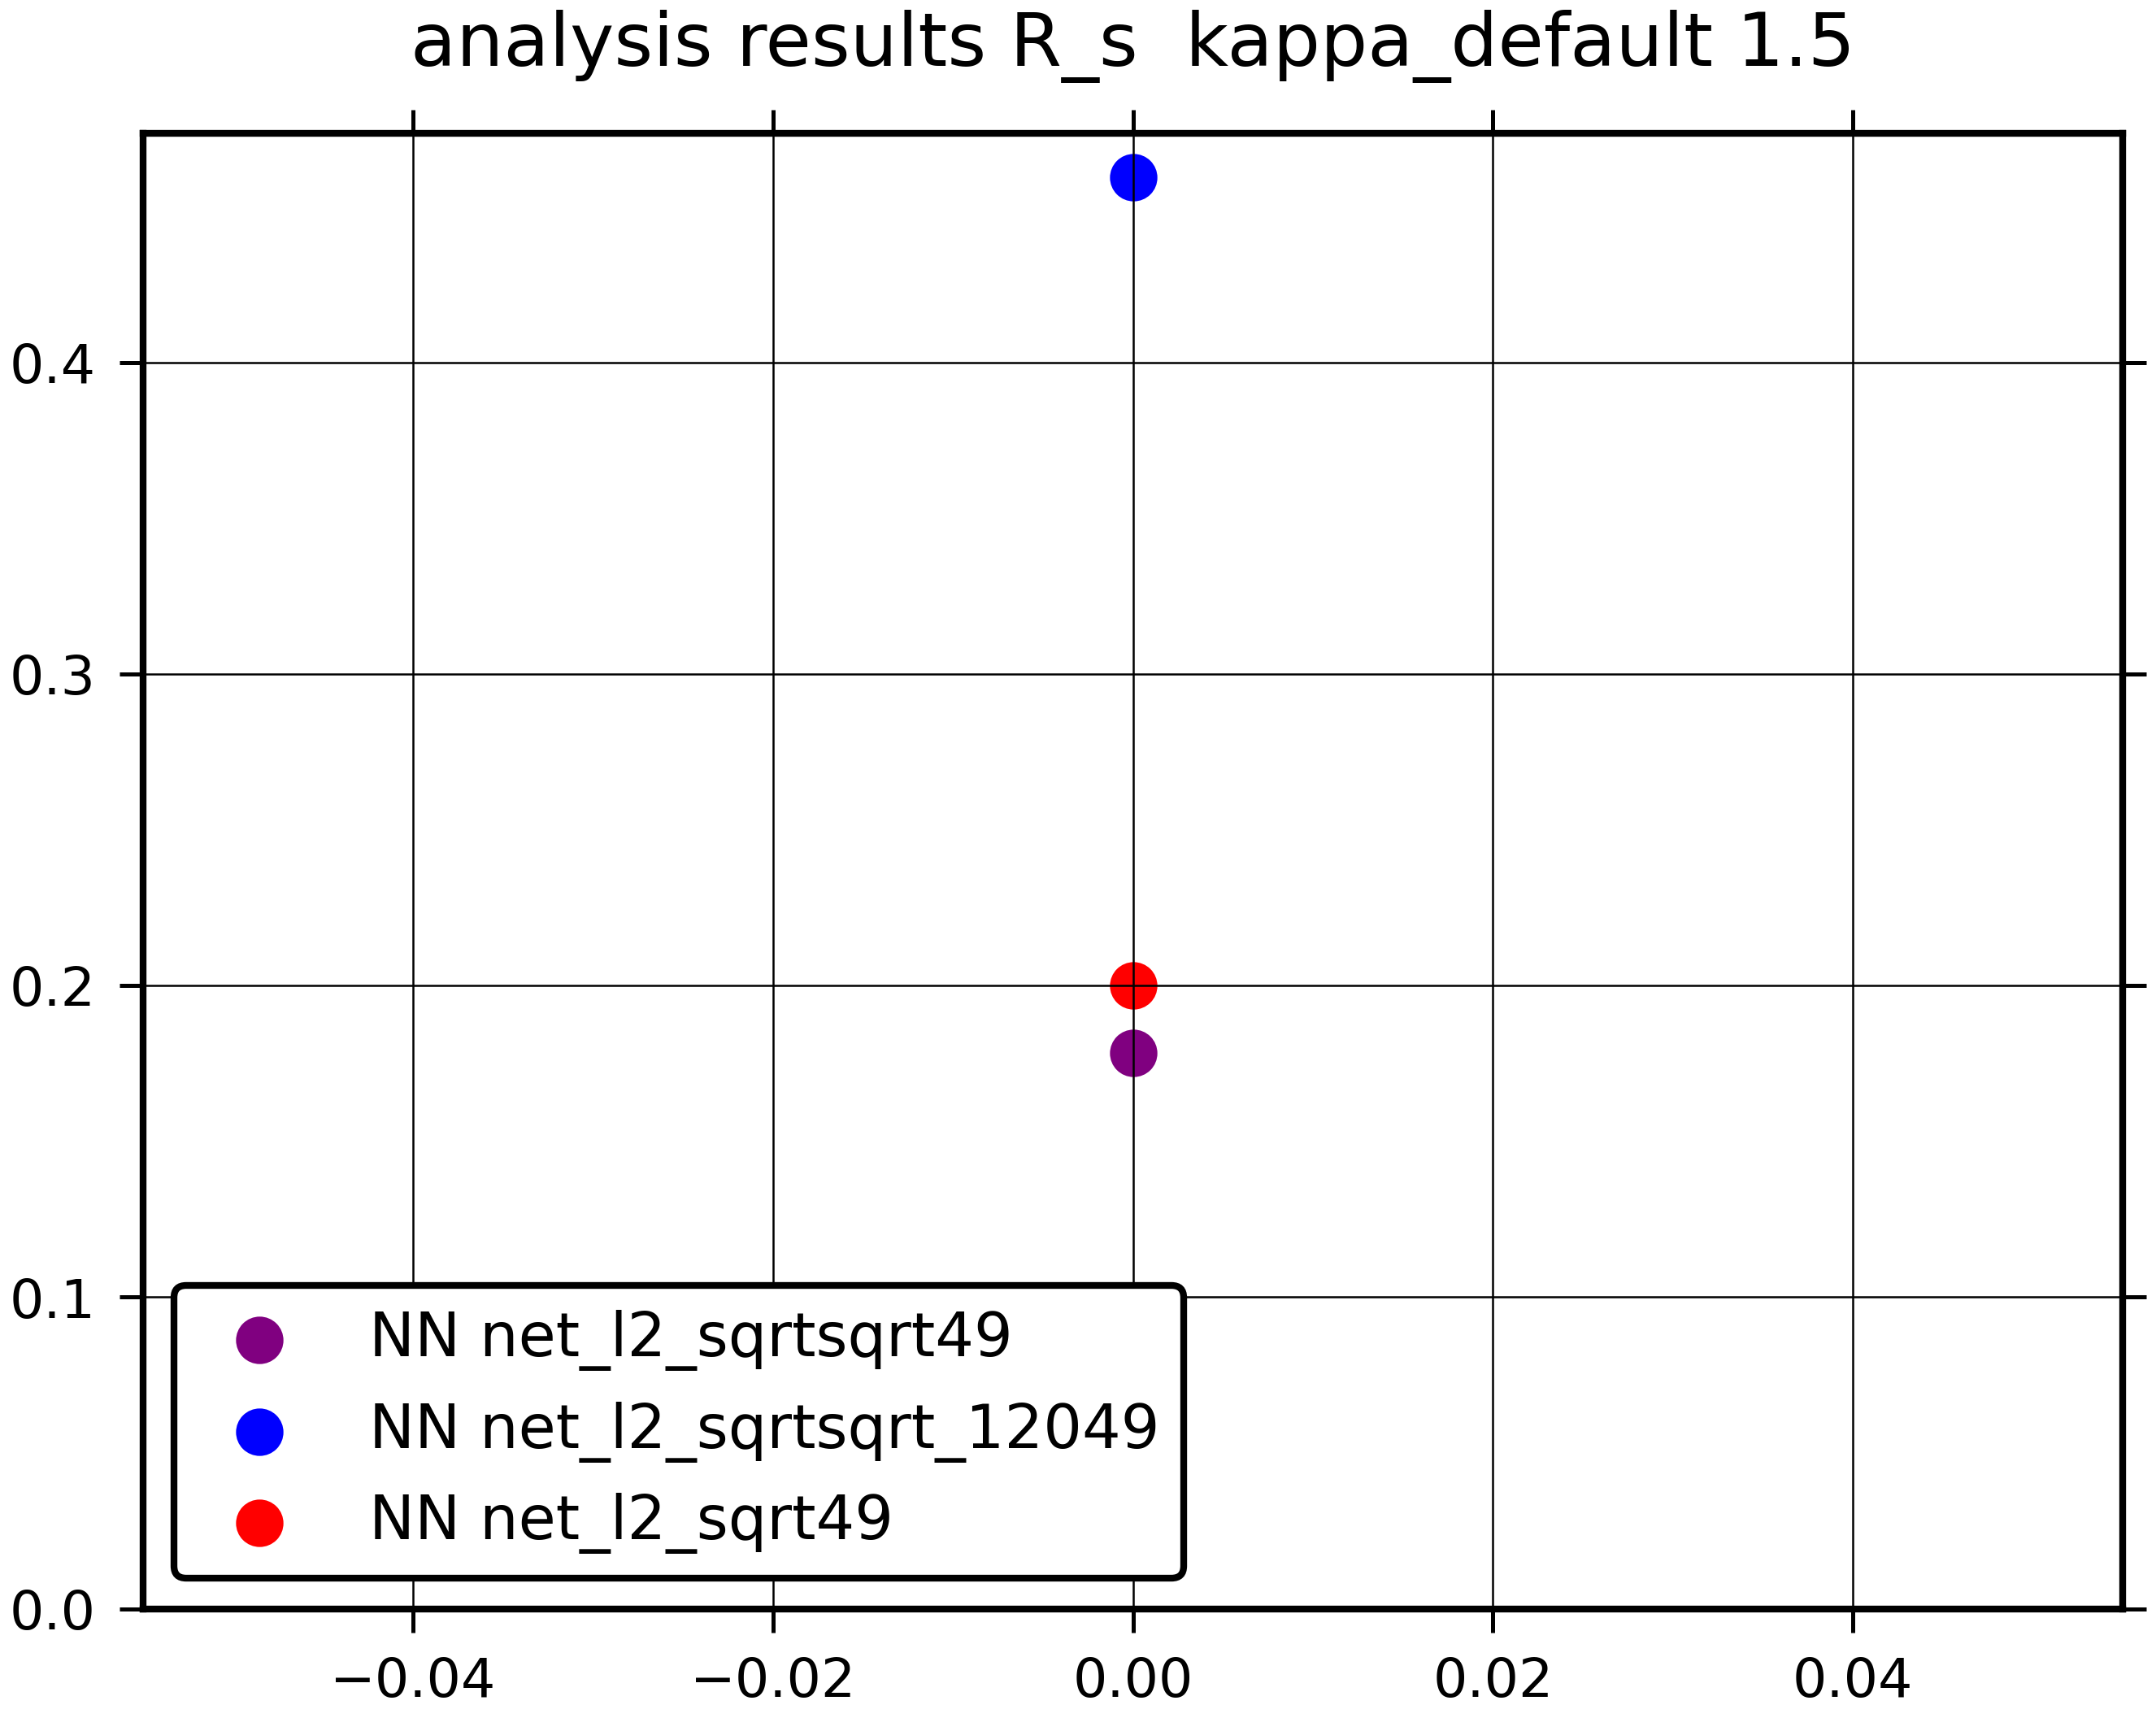 analysis results R_s  kappa_default 1.5
0.4
0.3
0.2
0.1
0.0
NN net_l2_sqrtsqrt49
NN net_l2_sqrtsqrt_12049
NN net_l2_sqrt49
−0.04 −0.02 0.00 0.02 0.04